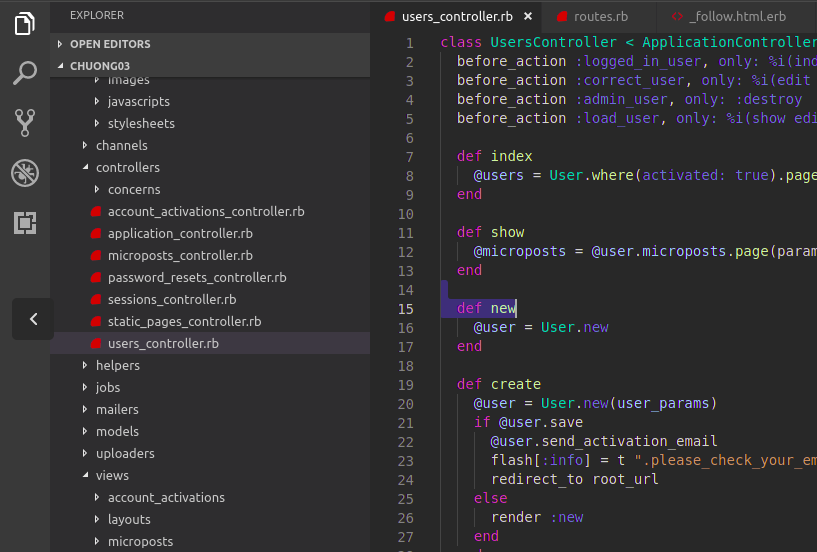 EXPLORER
OPEN EDITORS
CHUONG03
images
javascripts
stylesheets
channels
controllers
concerns
account_activations_controller.rb
application_controller.rb
microposts_controller.rb
password_resets_controller.rb
sessions_controller.rb
static_pages_controller.rb
users_controller.rb
helpers
jobs
mailers
models
uploaders
views
account_activations
layouts
microposts
users_controller.rb × routes.rb <> _follow.html.erb
1 class UsersController < ApplicationController
2 before_action :logged_in_user, only: %i(ind
3 before_action :correct_user, only: %i(edit
4 before_action :admin_user, only: :destroy
5 before_action :load_user, only: %i(show edi
6
7 def index
8 @users = User.where(activated: true).page
9 end
10
11 def show
12 @microposts = @user.microposts.page(param
13 end
14
15 def new
16 @user = User.new
17 end
18
19 def create
20 @user = User.new(user_params)
21 if @user.save
22 @user.send_activation_email
23 flash[:info] = t ".please_check_your_em
24 redirect_to root_url
25 else
26 render :new
27 end